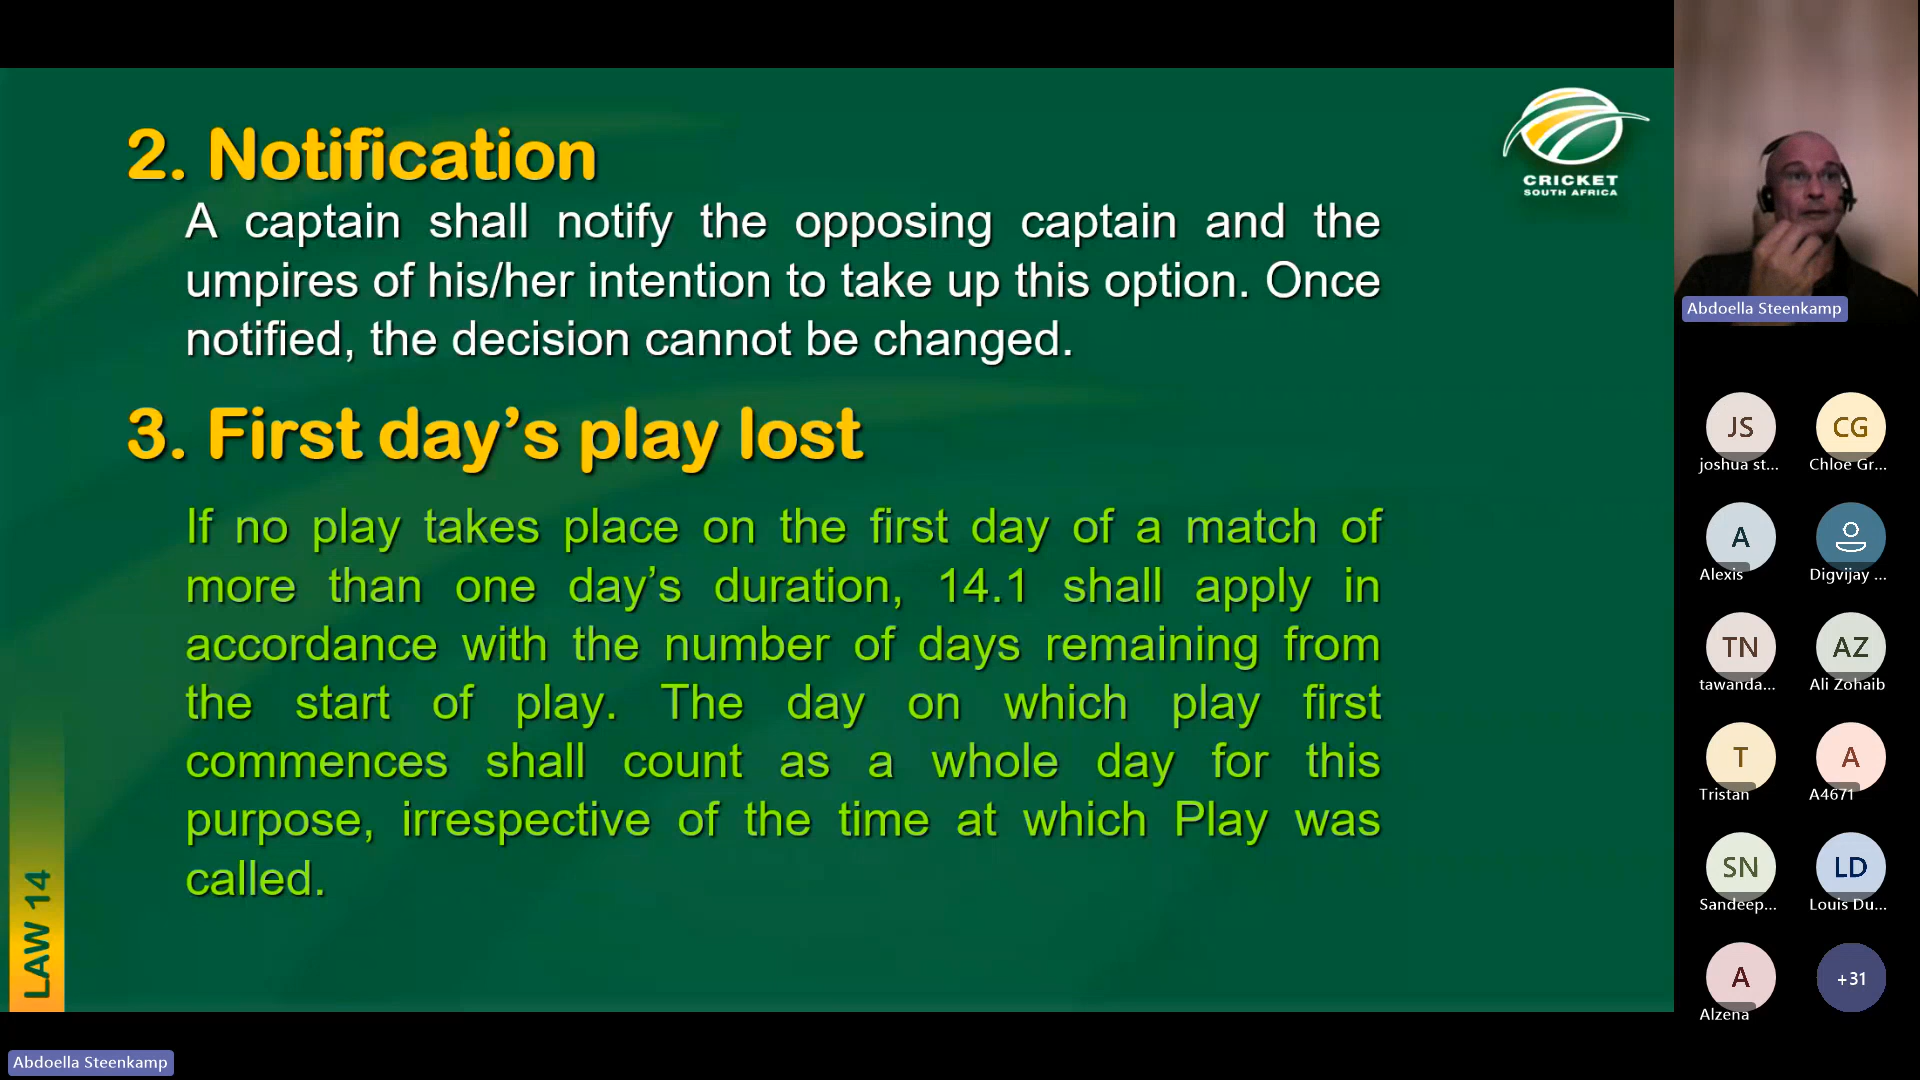 2. Notification
A captain shall notify the opposing captain and the
umpires of his/her intention to take up this option. Once
notified, the decision cannot be changed.
3. First day’s play lost
If no play takes place on the first day of a match of
more than one day’s duration, 14.1 shall apply in
accordance with the number of days remaining from
the start of play. The day on which play first
commences shall count as a whole day for this
purpose, irrespective of the time at which Play was
called.
LAW 14
CRICKET
SOUTH AFRICA
Abdoella Steenkamp
JS
joshua st...
CG
Chloe Gr...
A
Alexis
Digvijay ...
TN
tawanda...
AZ
Ali Zohaib
T
Tristan
A
A4671
SN
Sandeep...
LD
Louis Du...
A
Alzena
+31
Abdoella Steenkamp